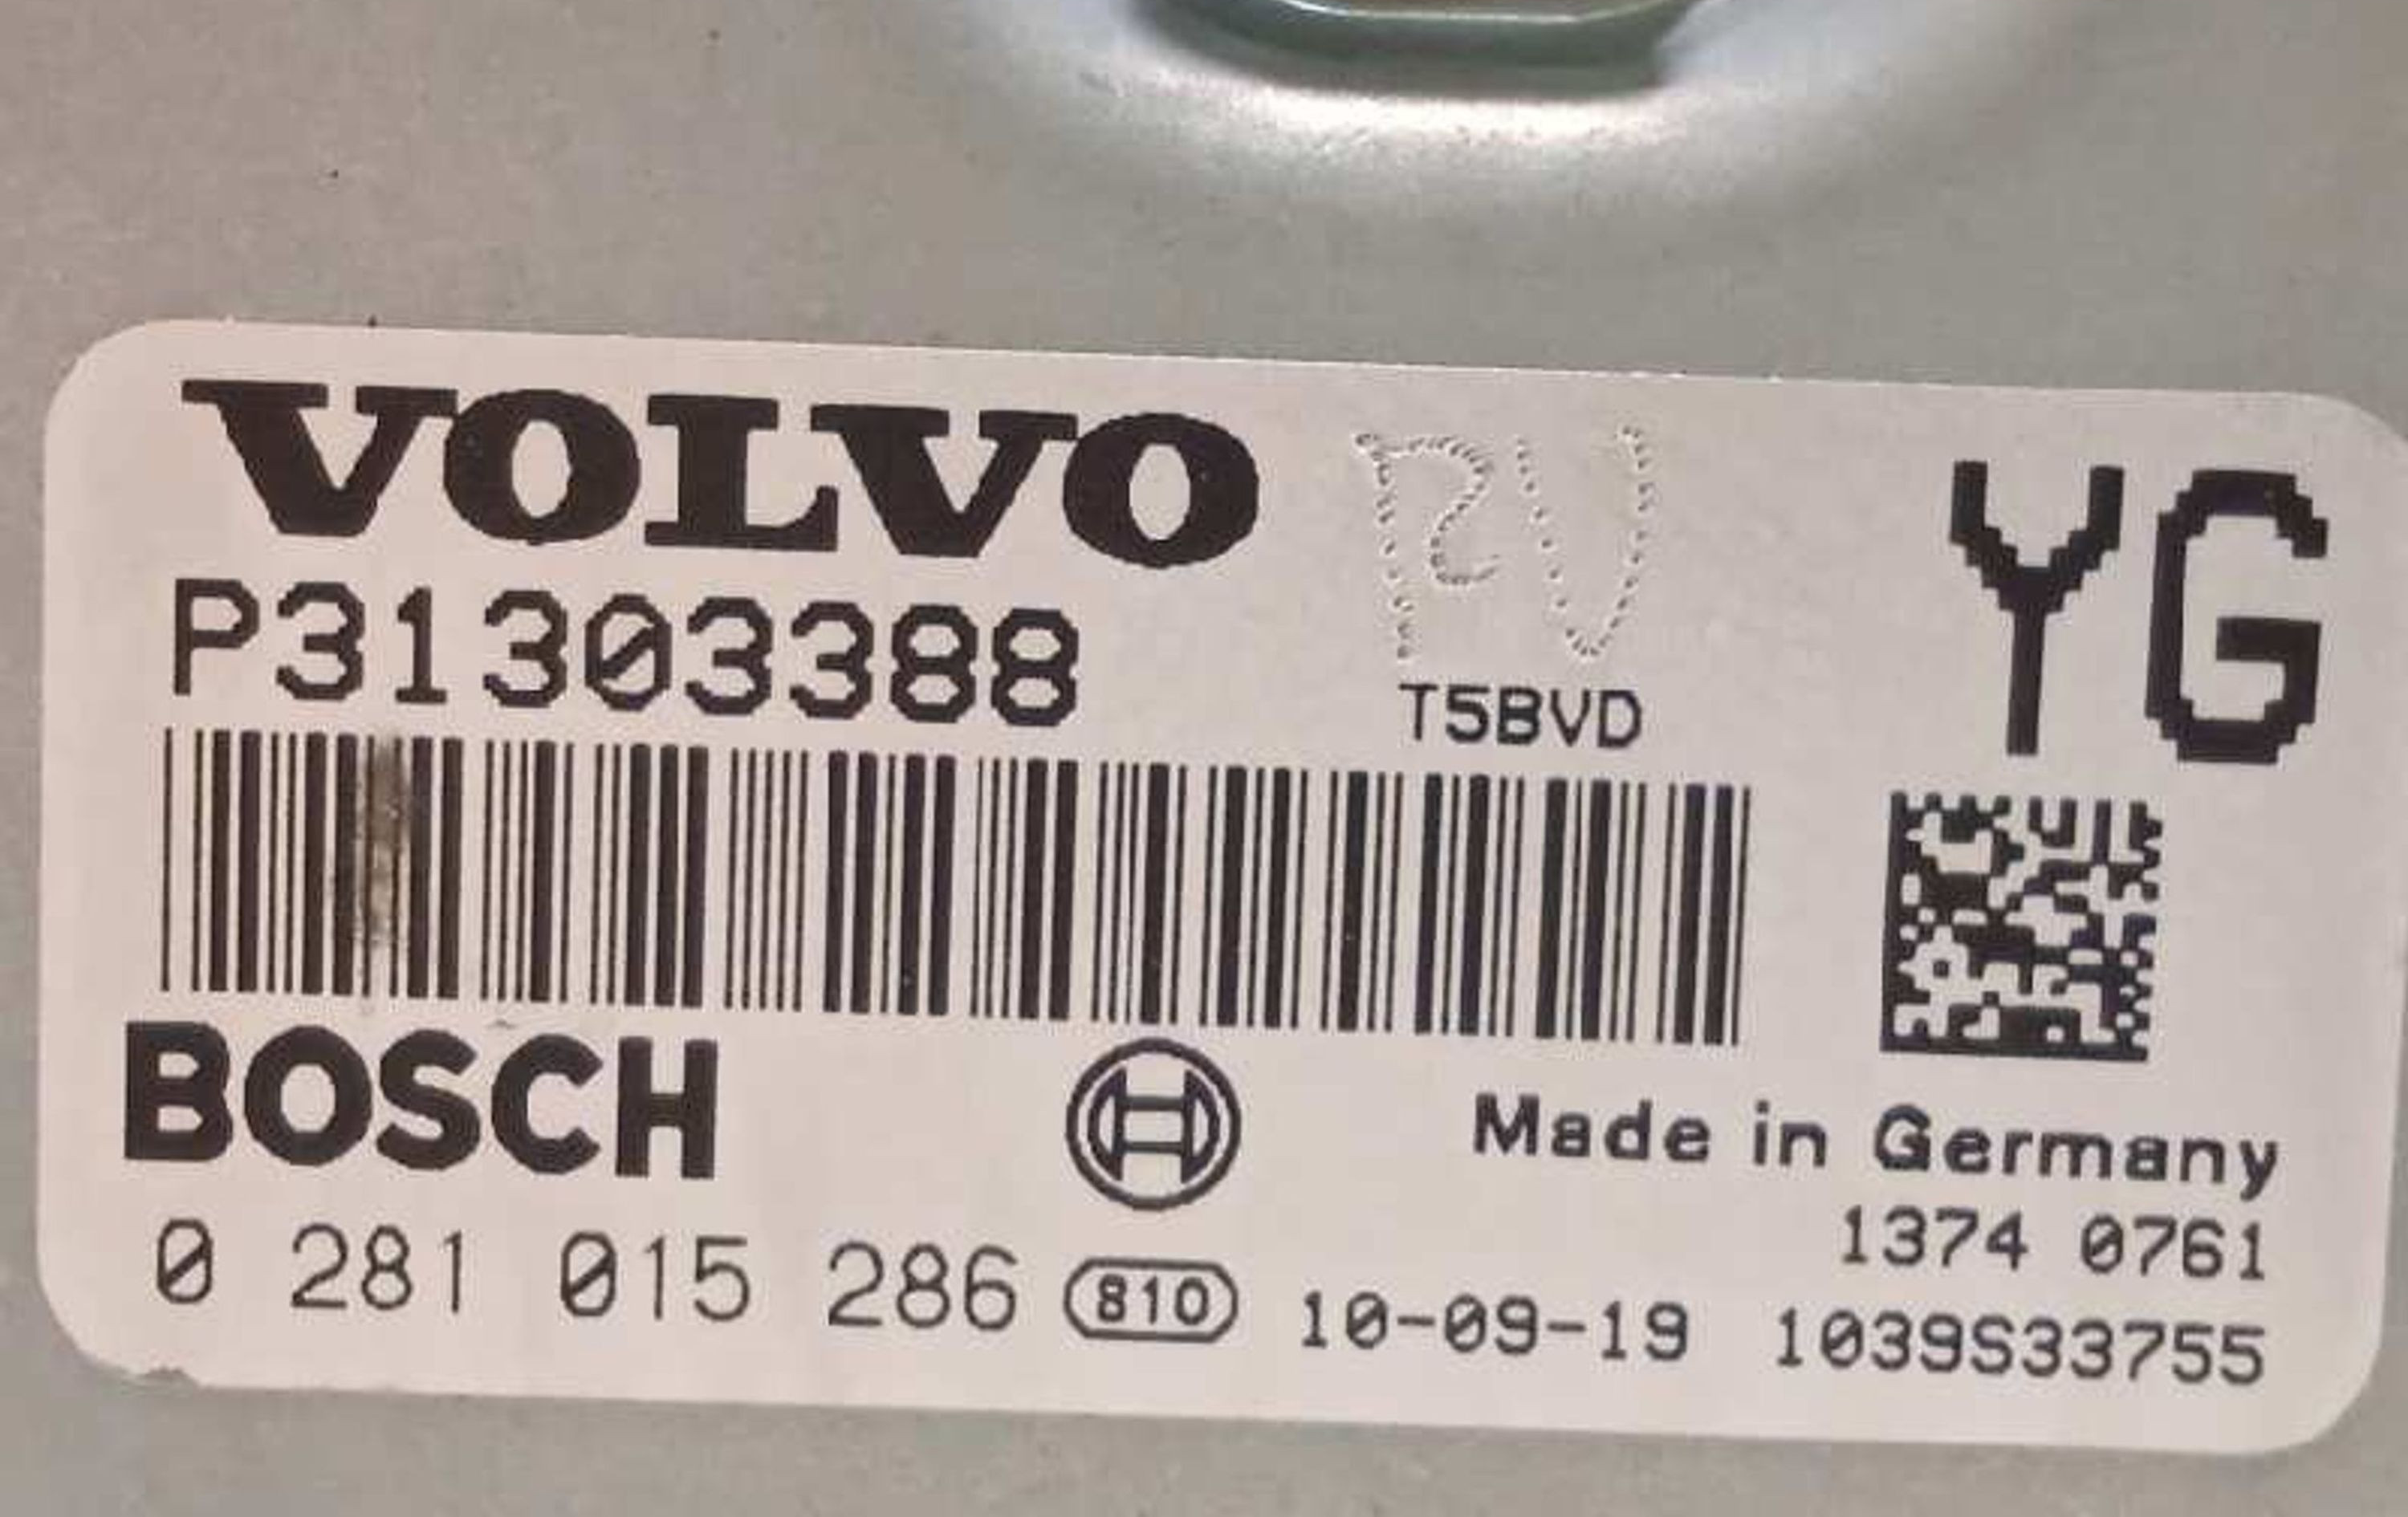 VOLVO
YG
P31303388
T5BVD
BOSCH
Made in Germany
1374 0761
0 281 015 286
810
10-09-19
1039S33755